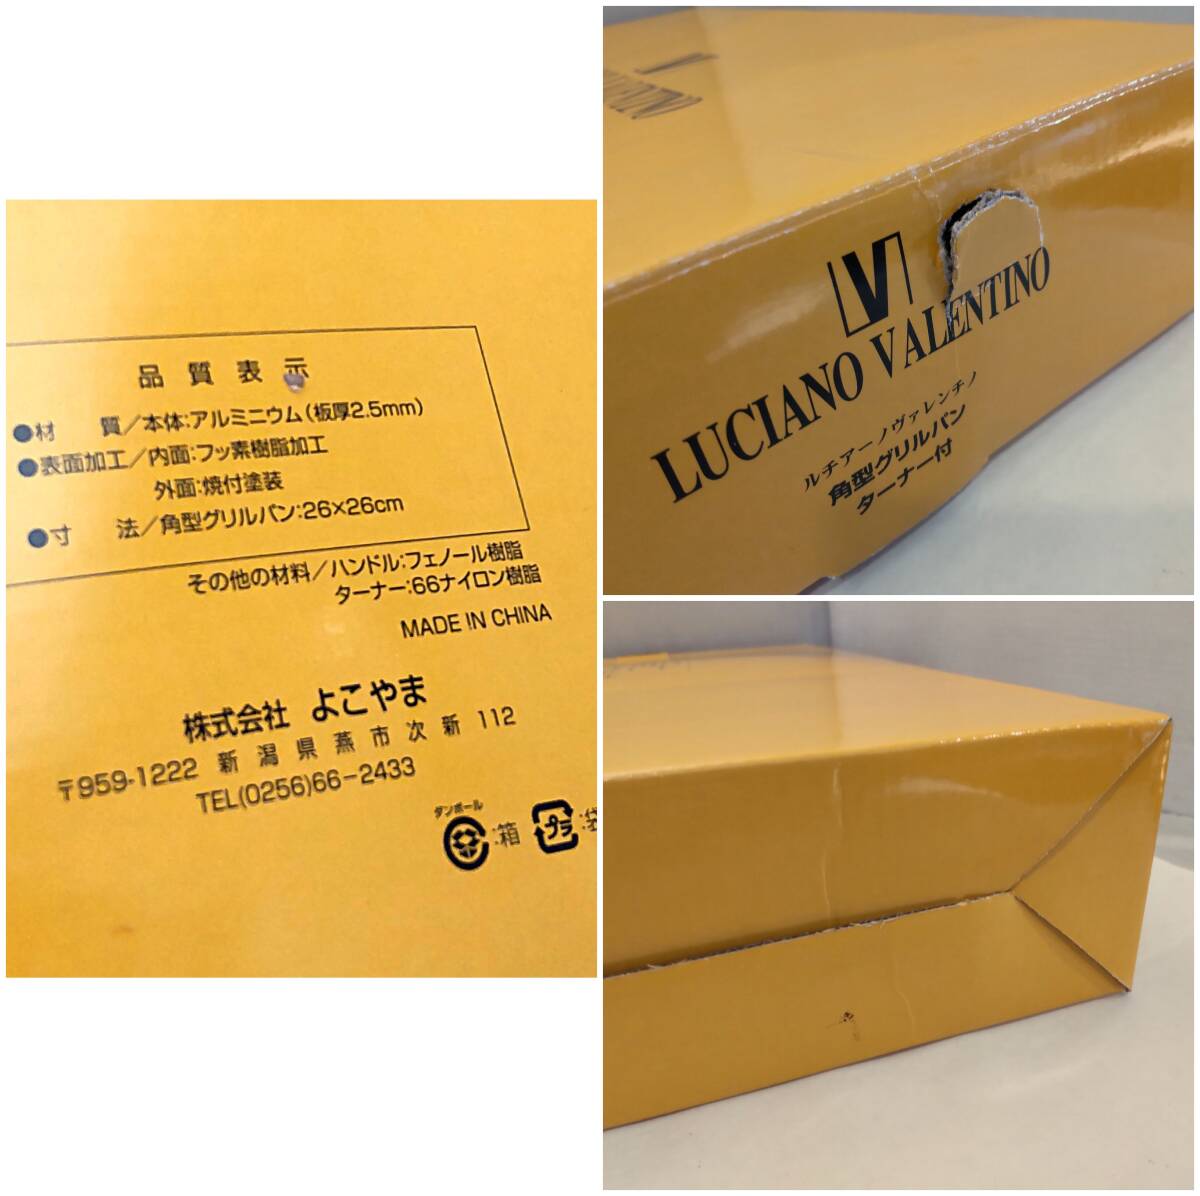 品質表示
●材 質/本体:アルミニウム(板厚2.5mm)
●表面加工/内面:フッ素樹脂加工
外面:焼付塗装
●寸 法/角型グリルパン:26×26cm
その他の材料/ハンドル:フェノール樹脂
ターナー:66ナイロン樹脂
MADE IN CHINA
株式会社 よこやま
〒959-1222 新潟県燕市次新 112
TEL(0256)66-2433
ダンボール
:箱 プラ :袋
V
LUCIANO VALENTINO
ルチアーノヴァレンチノ
角型グリルパン
ターナー付